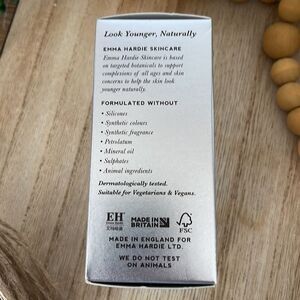 Look Younger, Naturally
EMMA HARDIE SKINCARE
Emma Hardie Skincare is based on
targeted botanicals to support
complexions of all ages and skin
concerns to help the skin look
younger naturally.
FORMULATED WITHOUT
• Silicones
• Synthetic colours
• Synthetic fragrance
• Petrolatum
• Mineral oil
• Sulphates
• Animal ingredients
Dermatologically tested.
Suitable for Vegetarians & Vegans.
EH
MADE IN
BRITAIN
FSC
MADE IN ENGLAND FOR
EMMA HARDIE LTD.
WE DO NOT TEST
ON ANIMALS